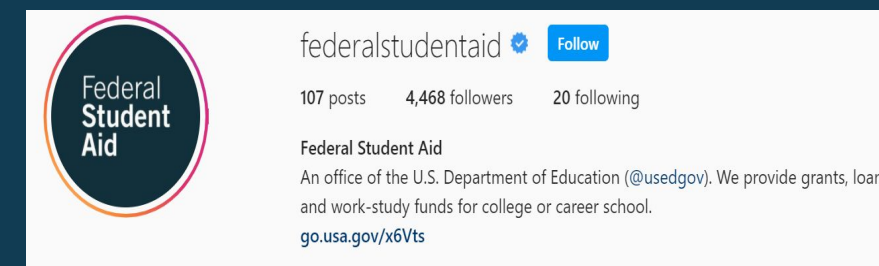 Federal
Student
Aid
federalstudentaid
Follow
107 posts 4,468 followers 20 following
Federal Student Aid
An office of the U.S. Department of Education (@usedgov). We provide grants, loan
and work-study funds for college or career school.
go.usa.gov/x6Vts